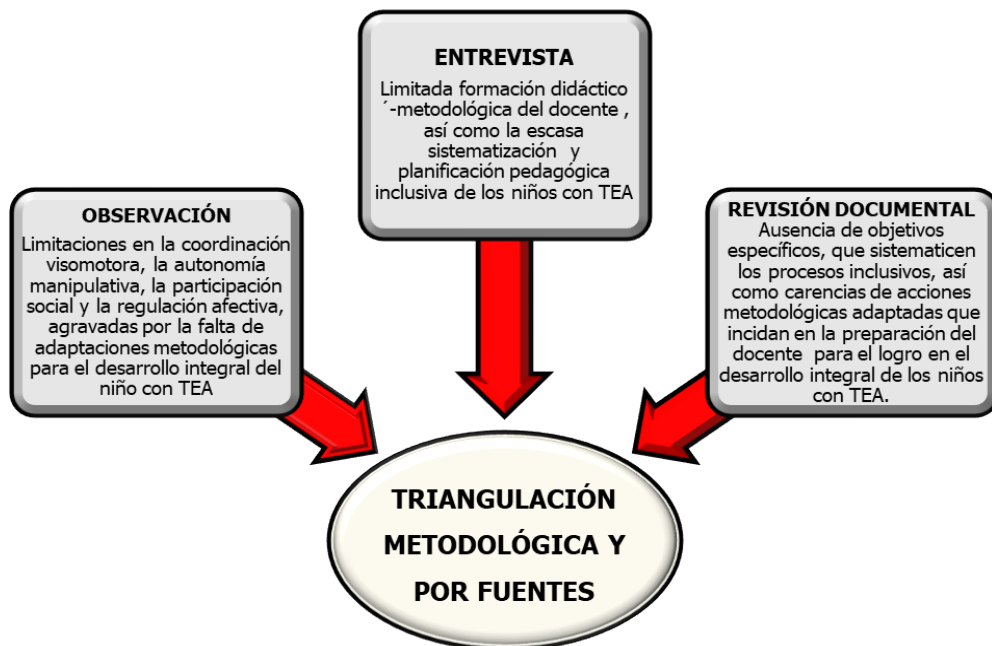 ENTREVISTA
Limitada formación didáctico
´-metodológica del docente ,
así como la escasa
sistematización y
planificación pedagógica
inclusiva de los niños con TEA
OBSERVACIÓN
Limitaciones en la coordinación
visomotora, la autonomía
manipulativa, la participación
social y la regulación afectiva,
agravadas por la falta de
adaptaciones metodológicas
para el desarrollo integral del
niño con TEA
REVISIÓN DOCUMENTAL
Ausencia de objetivos
específicos, que sistematicen
los procesos inclusivos, así
como carencias de acciones
metodológicas adaptadas que
incidan en la preparación del
docente para el logro en el
desarrollo integral de los niños
con TEA.
TRIANGULACIÓN
METODOLÓGICA Y
POR FUENTES